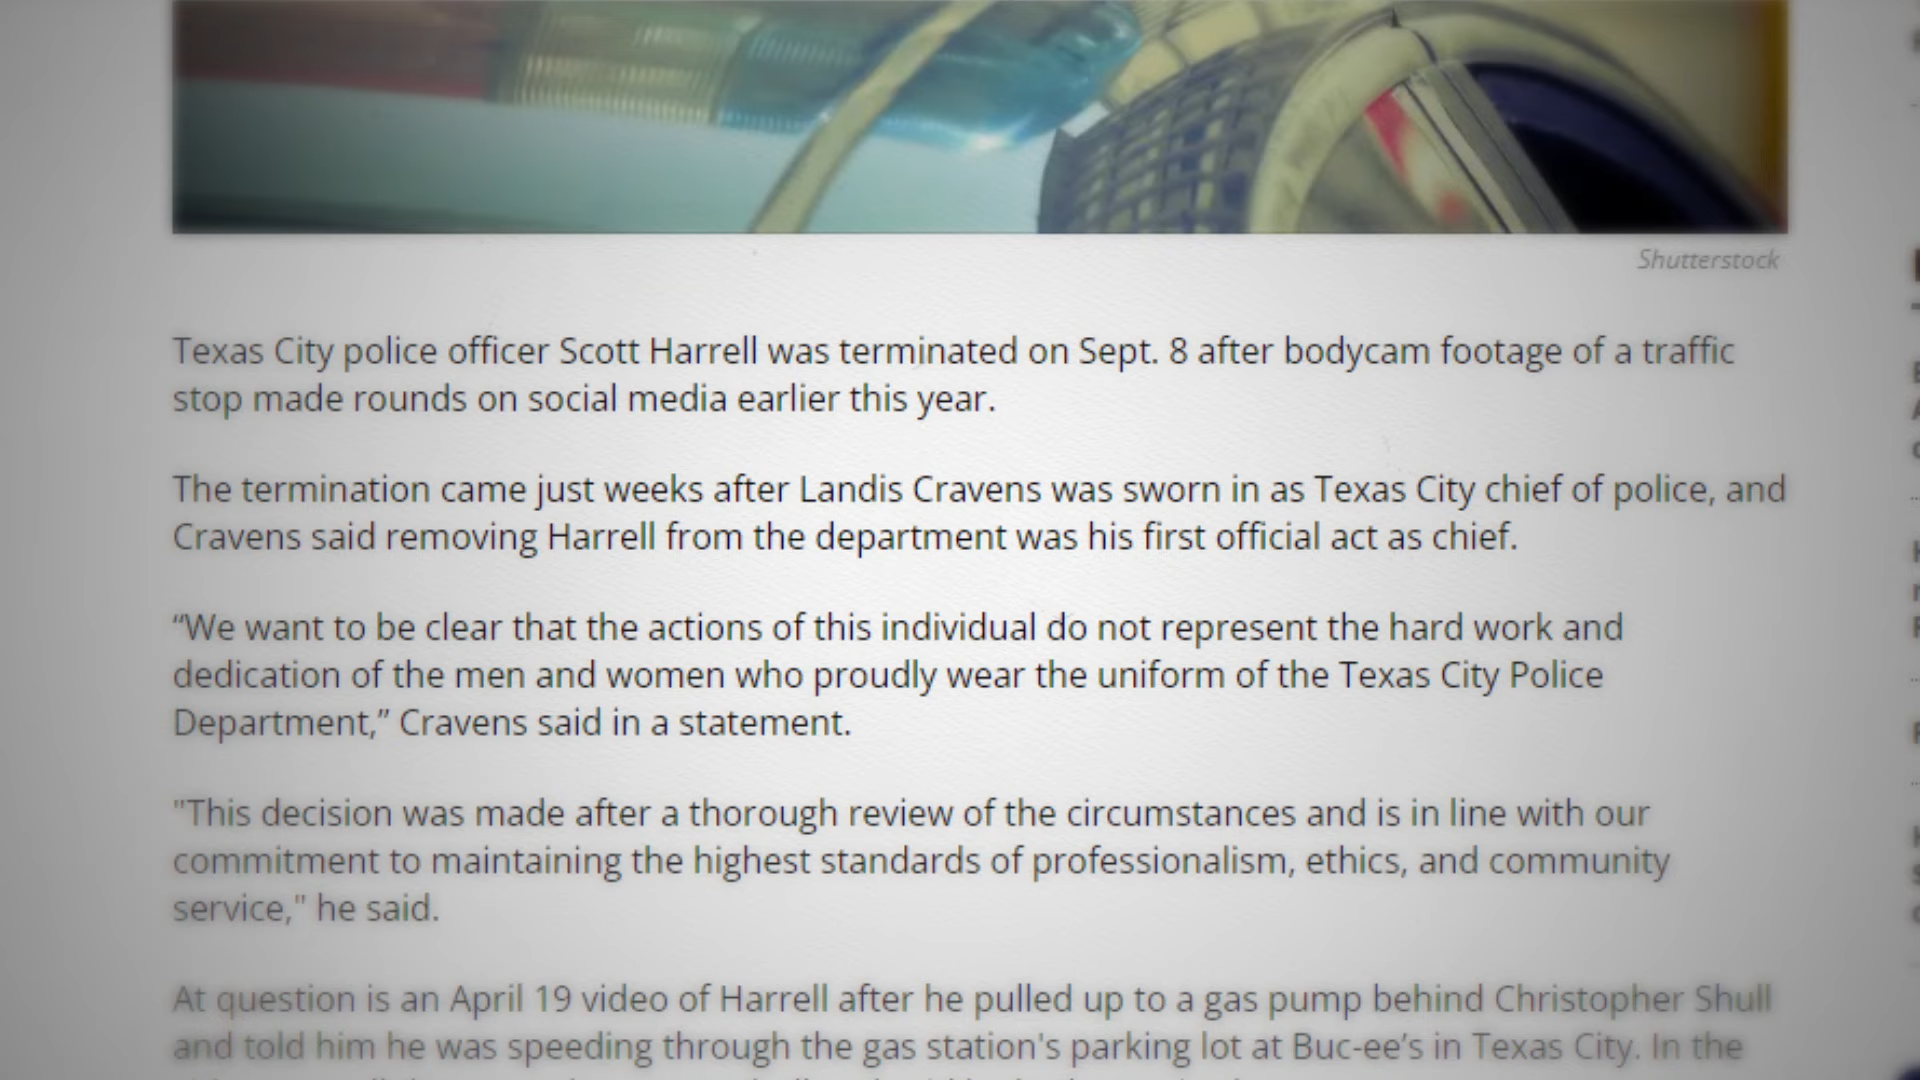 Shutterstock
Texas City police officer Scott Harrell was terminated on Sept. 8 after bodycam footage of a traffic
stop made rounds on social media earlier this year.
The termination came just weeks after Landis Cravens was sworn in as Texas City chief of police, and
Cravens said removing Harrell from the department was his first official act as chief.
“We want to be clear that the actions of this individual do not represent the hard work and
dedication of the men and women who proudly wear the uniform of the Texas City Police
Department,” Cravens said in a statement.
"This decision was made after a thorough review of the circumstances and is in line with our
commitment to maintaining the highest standards of professionalism, ethics, and community
service," he said.
At question is an April 19 video of Harrell after he pulled up to a gas pump behind Christopher Shull
and told him he was speeding through the gas station's parking lot at Buc-ee’s in Texas City. In the